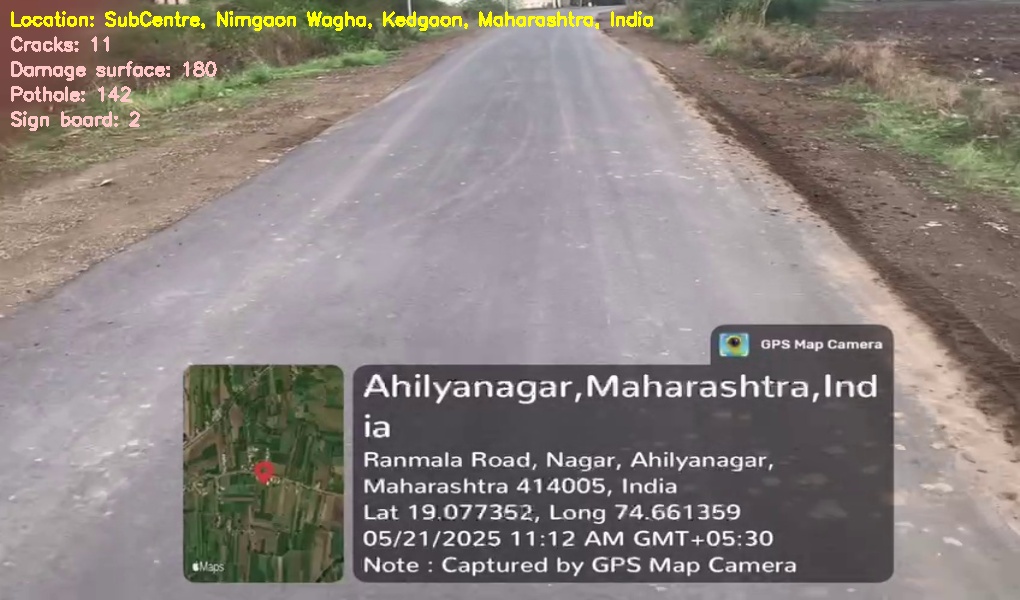 Location: SubCentre, Nimgaon Wagha, Kedgaon, Maharashtra, India
Cracks: 11
Damage surface: 180
Pothole: 142
Sign board: 2
GPS Map Camera
Ahilyanagar,Maharashtra,Ind
ia
Ranmala Road, Nagar, Ahilyanagar,
Maharashtra 414005, India
Lat 19.077352, Long 74.661359
05/21/2025 11:12 AM GMT+05:30
Note : Captured by GPS Map Camera
Maps